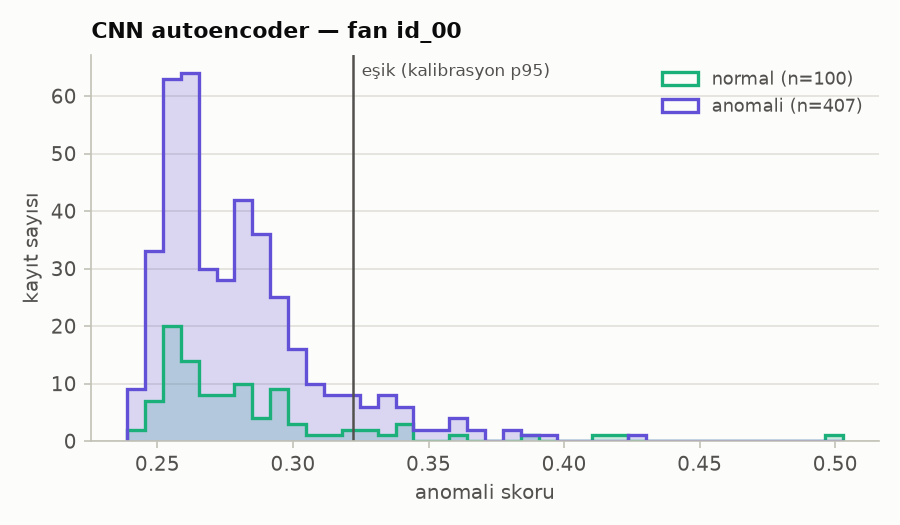 CNN autoencoder — fan id_00
eşik (kalibrasyon p95)
normal (n=100)
anomali (n=407)
kayıt sayısı
60
50
40
30
20
10
0
0.25 0.30 0.35 0.40 0.45 0.50
anomali skoru